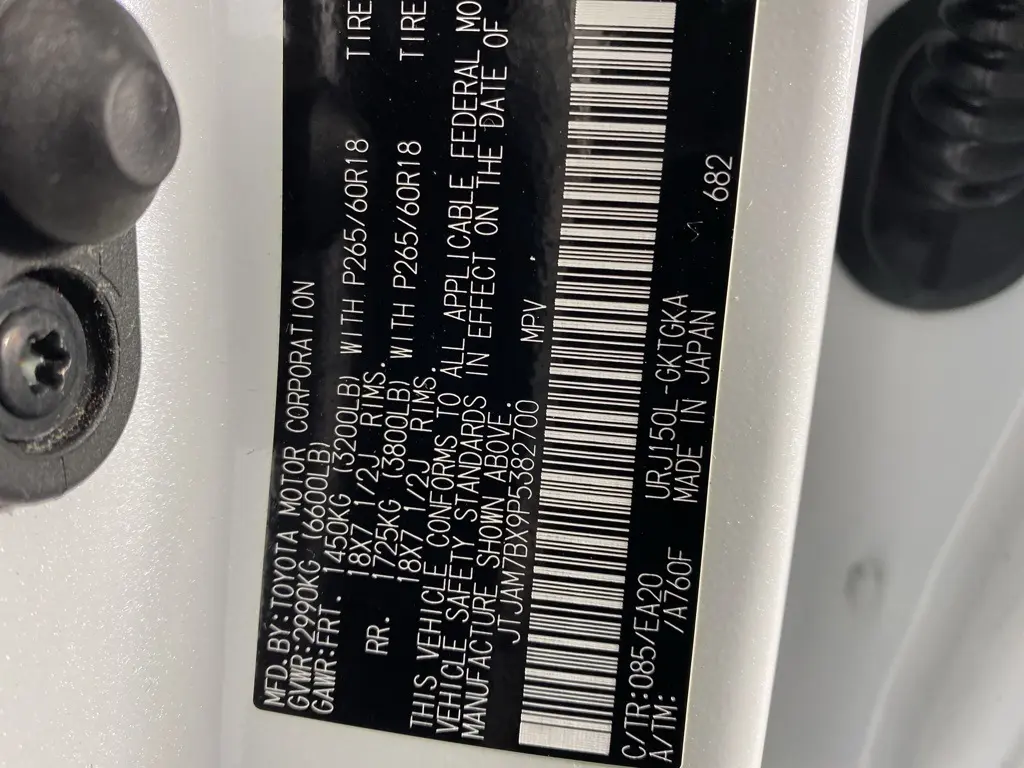 MFD.BY:TOYOTA MOTOR CORPORATION
GVWR:2990KG (6600LB)
GAWR:FRT. 1450KG (3200LB) WITH P265/60R18 TIRE
18X7 1/2J RIMS.
RR. 1725KG (3800LB) WITH P265/60R18 TIRE
18X7 1/2J RIMS.
THIS VEHICLE CONFORMS TO ALL APPLICABLE FEDERAL MO
VEHICLE SAFETY STANDARDS IN EFFECT ON THE DATE OF
MANUFACTURE SHOWN ABOVE.
JTJAM7BX9P5382700 MPV
C/TR:085/EA20 URJ150L-GKTGKA 682
A/TM: /A760F MADE IN JAPAN